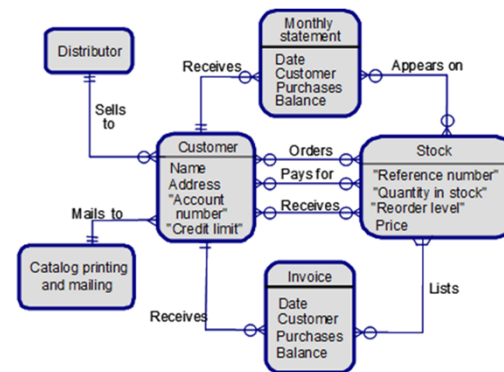 Monthly
statement
Date
Customer
Purchases
Balance
Distributor
Receives
Appears on
Sells
to
Customer
Name
Address
"Account
number"
"Credit limit"
Orders
Pays for
Receives
Stock
"Reference number"
"Quantity in stock"
"Reorder level"
Price
Mails to
Catalog printing
and mailing
Receives
Invoice
Date
Customer
Purchases
Balance
Lists